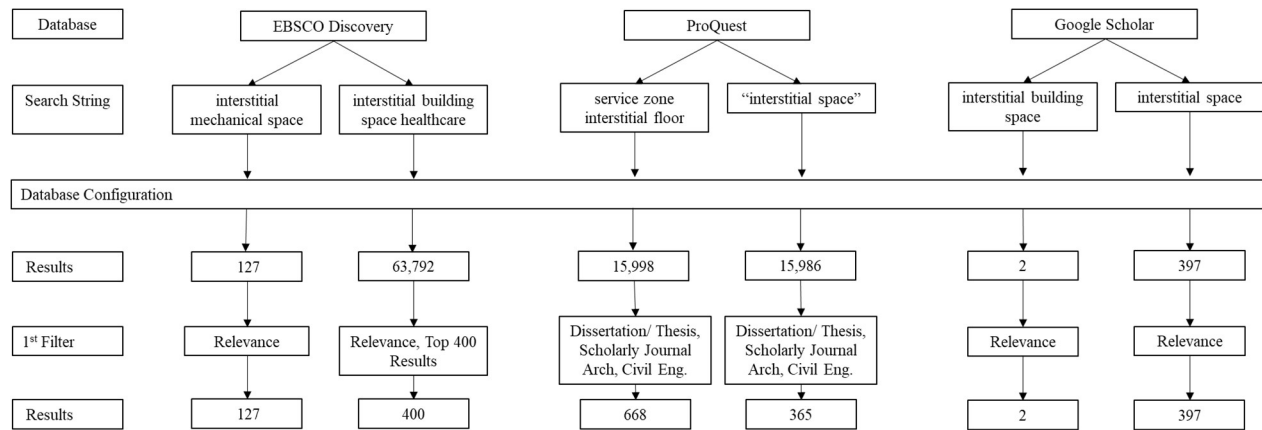 Database
EBSCO Discovery
ProQuest
Google Scholar
Search String
interstitial
mechanical space
interstitial building
space healthcare
service zone
interstitial floor
“interstitial space”
interstitial building
space
interstitial space
Database Configuration
Results
127
63,792
15,998
15,986
2
397
1st Filter
Relevance
Relevance, Top 400
Results
Dissertation/ Thesis,
Scholarly Journal
Arch, Civil Eng.
Dissertation/ Thesis,
Scholarly Journal
Arch, Civil Eng.
Relevance
Relevance
Results
127
400
668
365
2
397